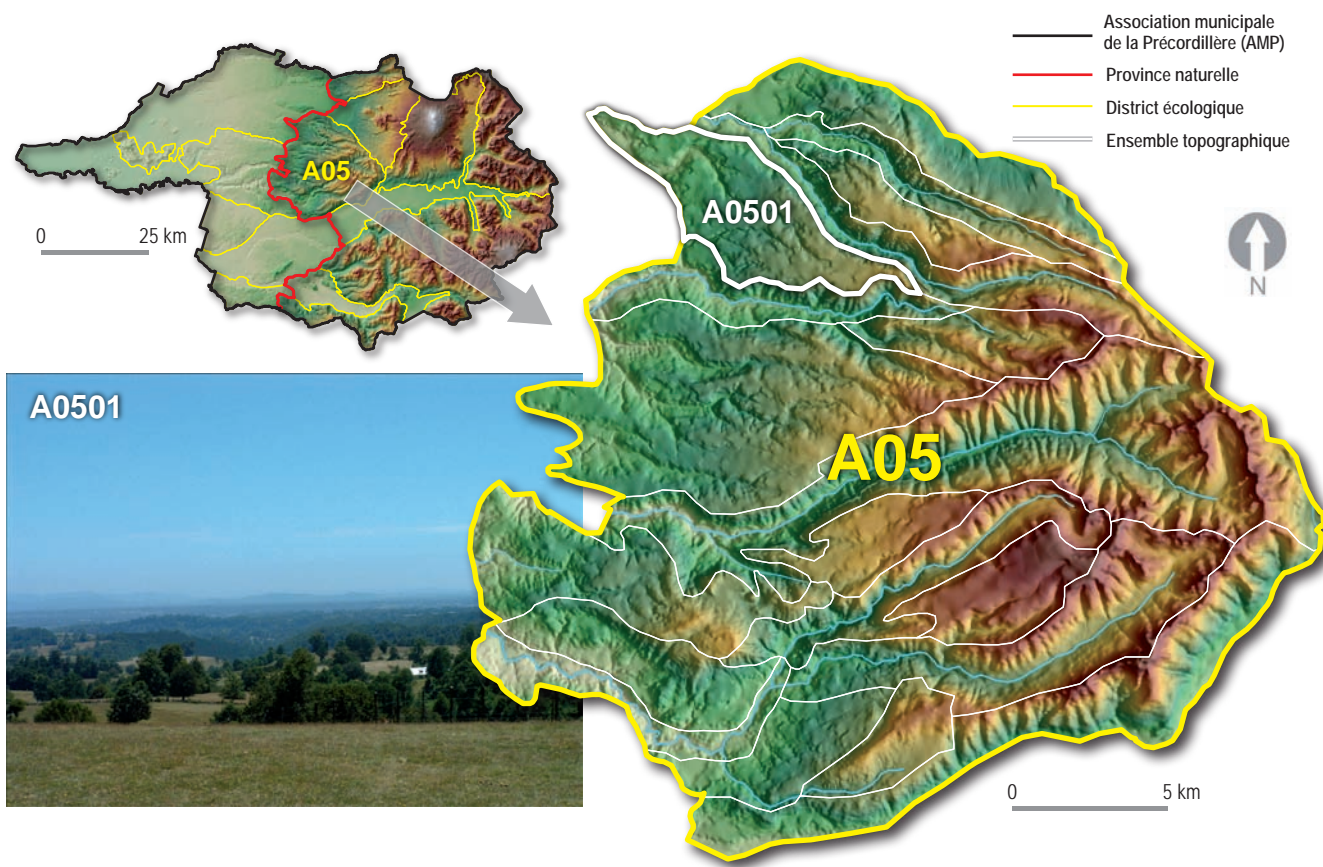 Association municipale
de la Précordillère (AMP)
Province naturelle
District écologique
Ensemble topographique
A05
0 25 km
A0501
N
A0501
A05
0 5 km